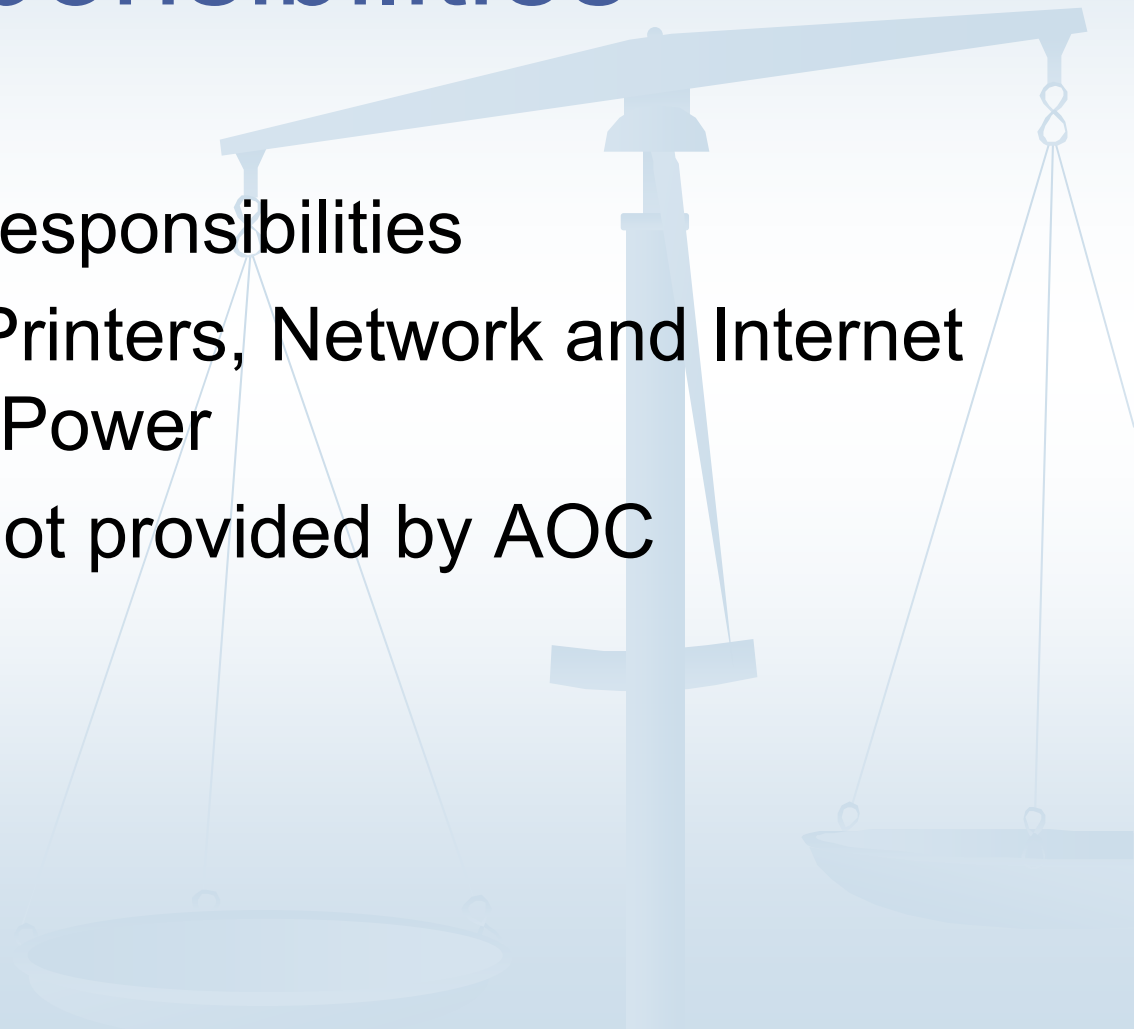 esponsibilities
Printers, Network and Internet
Power
ot provided by AOC